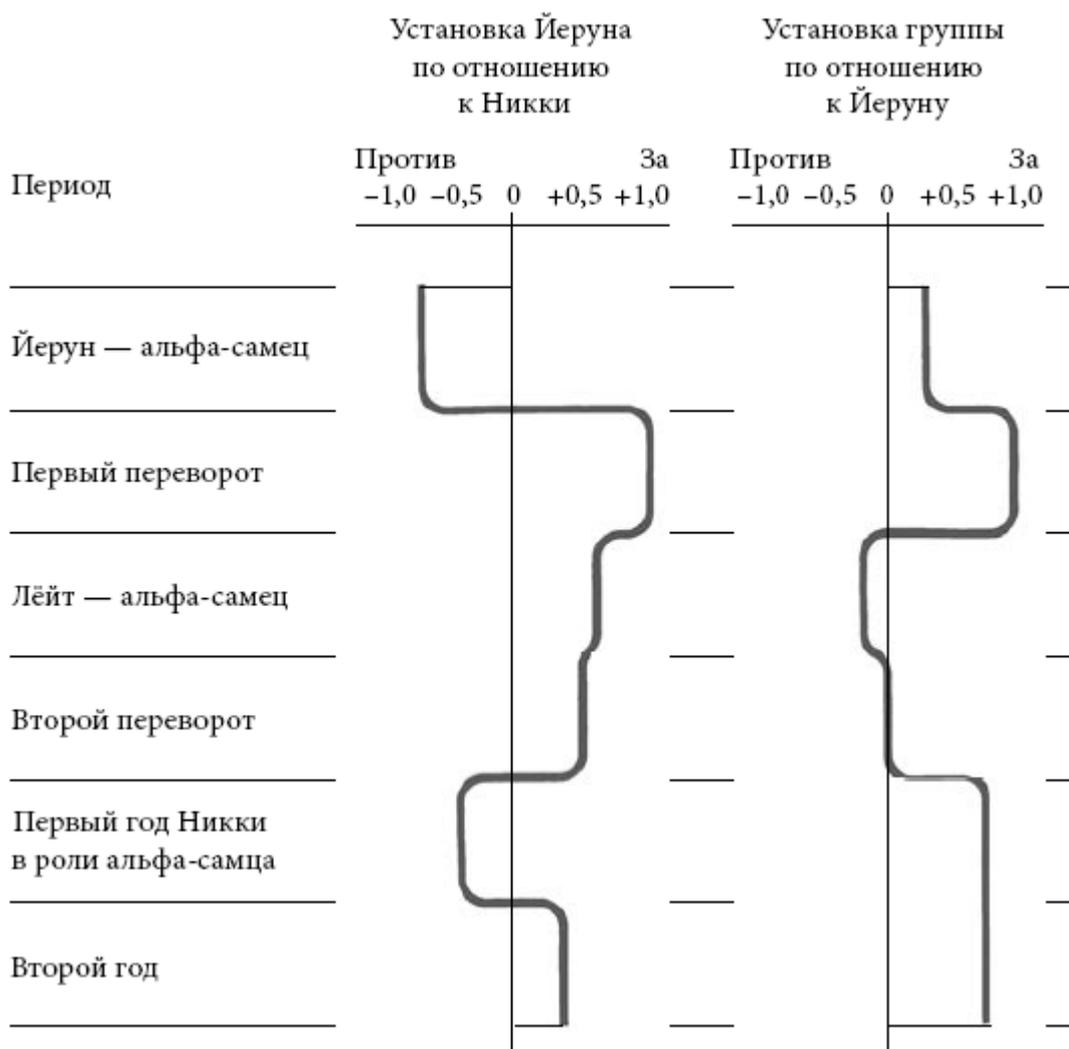 Установка Йеруна
по отношению
к Никки
Установка группы
по отношению
к Йеруну
Период
Против За
−1,0 −0,5 0 +0,5 +1,0
Против За
−1,0 −0,5 0 +0,5 +1,0
Йерун — альфа-самец
Первый переворот
Лёйт — альфа-самец
Второй переворот
Первый год Никки
в роли альфа-самца
Второй год